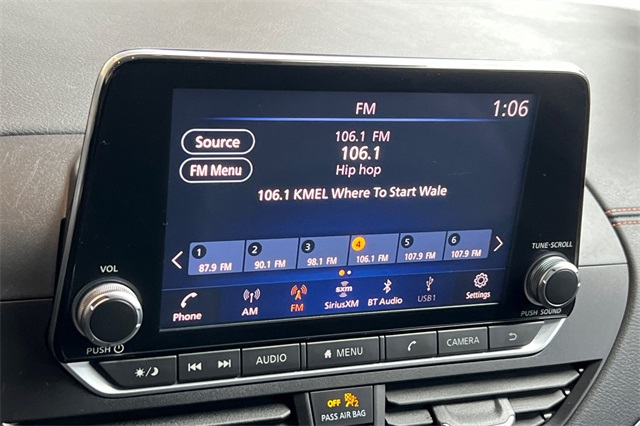 FM 1:06
Source
106.1 FM
106.1
FM Menu
Hip hop
106.1 KMEL Where To Start Wale
1 2 3 4 5 6
87.9 FM 90.1 FM 98.1 FM 106.1 FM 107.9 FM 107.9 FM
TUNE·SCROLL
VOL
Phone AM FM SiriusXM BT Audio USB1 Settings
sxm
PUSH SOUND
PUSH
AUDIO MENU CAMERA
OFF 2
PASS AIR BAG